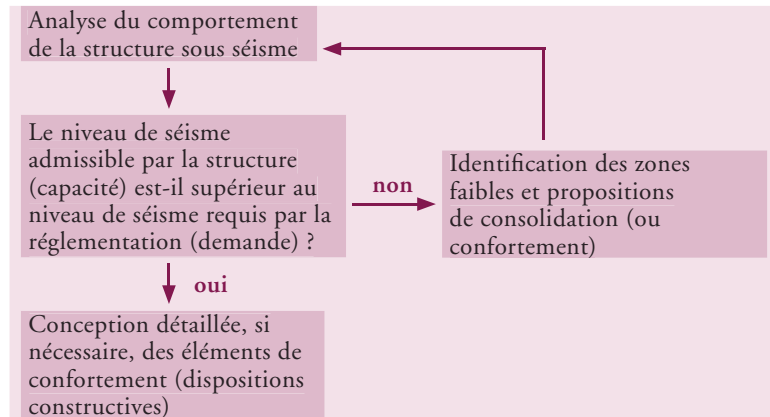 Analyse du comportement
de la structure sous séisme
Le niveau de séisme
admissible par la structure
(capacité) est-il supérieur au
niveau de séisme requis par la
réglementation (demande) ?
non
Identification des zones
faibles et propositions
de consolidation (ou
confortement)
oui
Conception détaillée, si
nécessaire, des éléments de
confortement (dispositions
constructives)